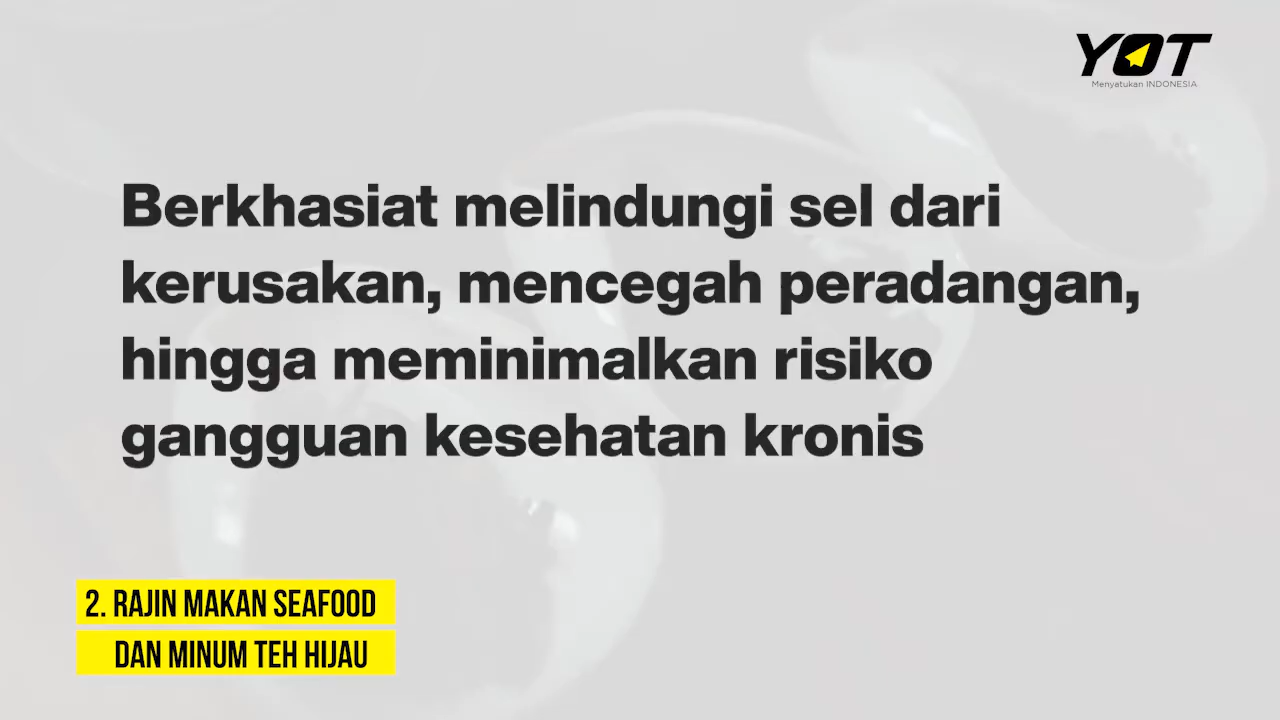 YOT
Menyatukan INDONESIA
Berkhasiat melindungi sel dari
kerusakan, mencegah peradangan,
hingga meminimalkan risiko
gangguan kesehatan kronis
2. RAJIN MAKAN SEAFOOD
DAN MINUM TEH HIJAU